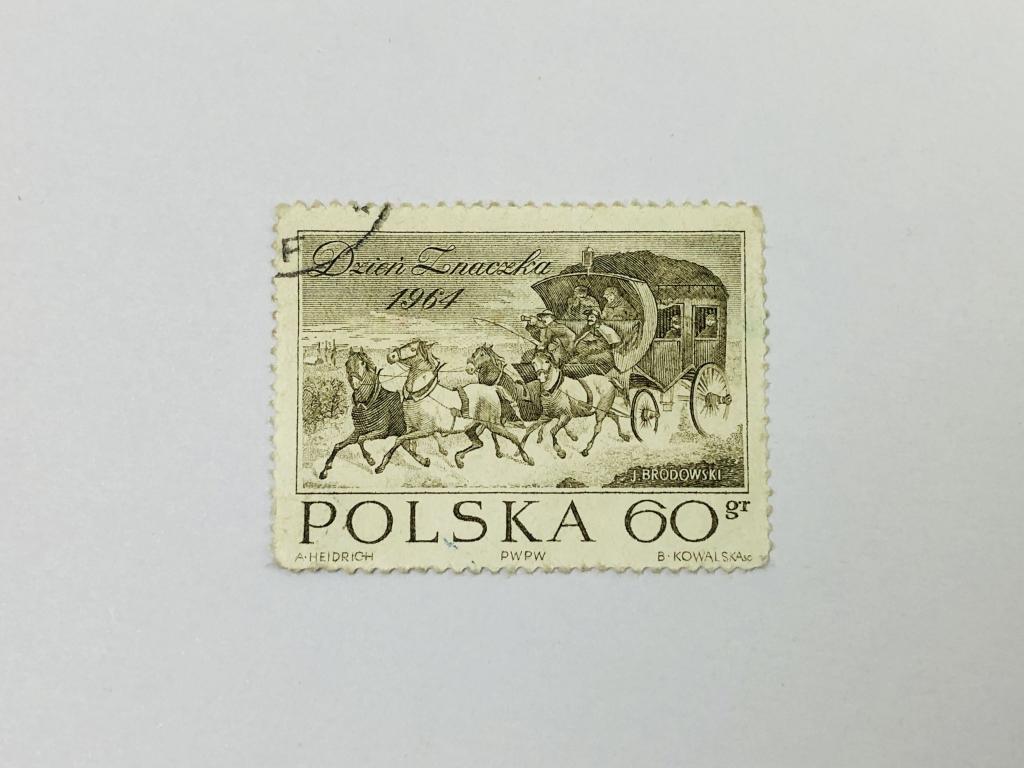 F
Dzień Znaczka
1964
J. BRODOWSKI
POLSKA 60 gr
A. HEIDRICH PWPW B. KOWALSKA sc